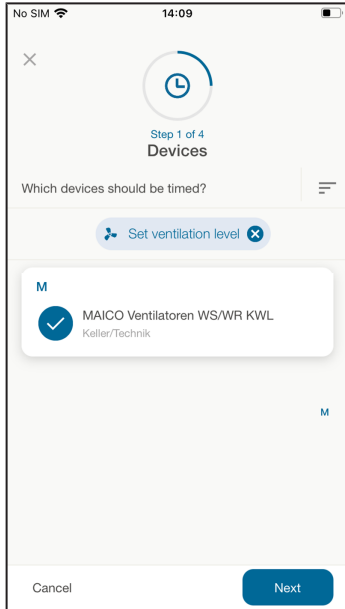 No SIM 14:09
Step 1 of 4
Devices
Which devices should be timed?
Set ventilation level
M
MAICO Ventilatoren WS/WR KWL
Keller/Technik
M
Cancel Next